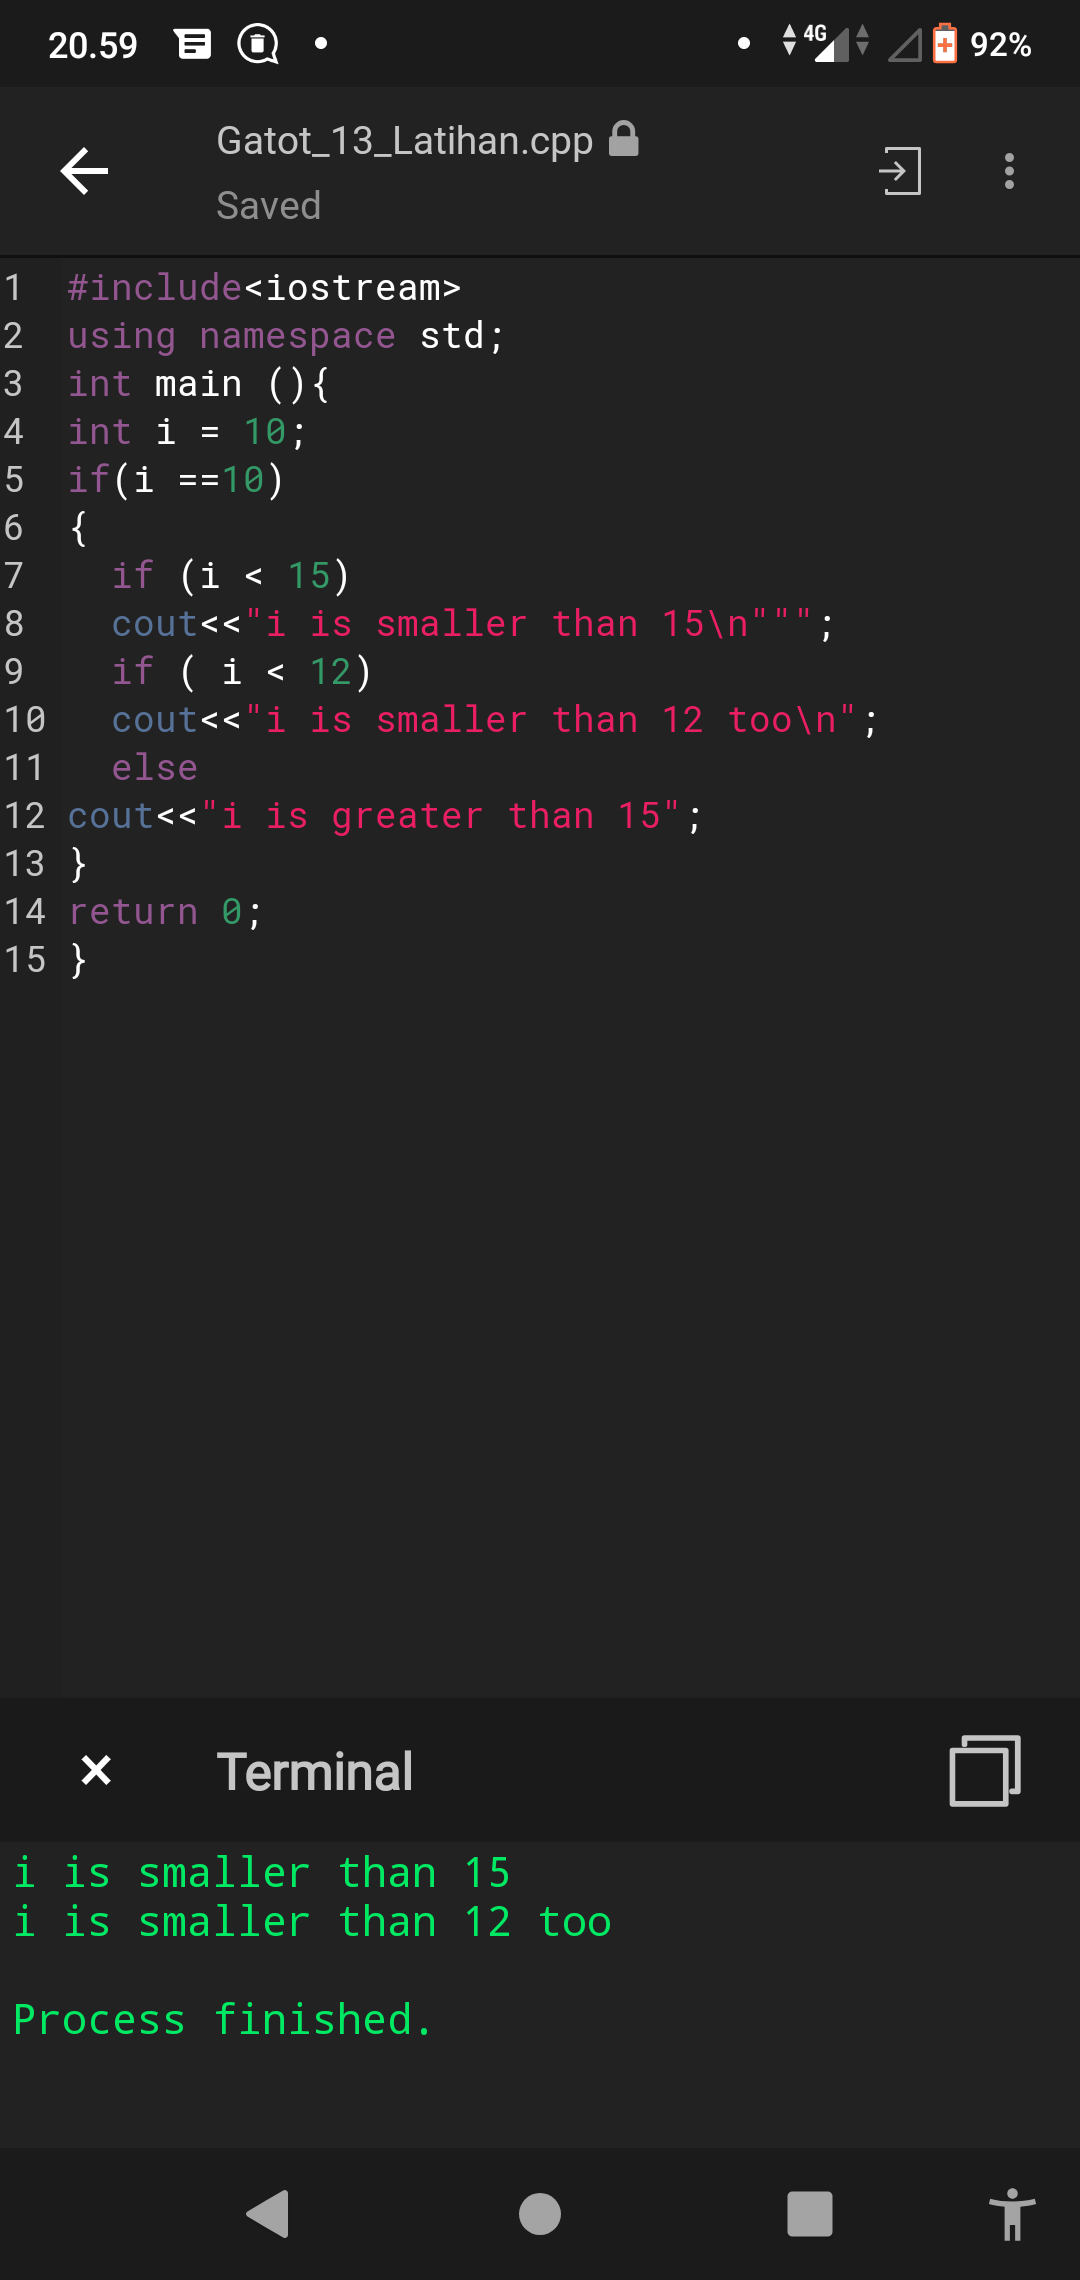 20.59
4G
92%
Gatot_13_Latihan.cpp
Saved
1 #include<iostream>
2 using namespace std;
3 int main (){
4 int i = 10;
5 if(i ==10)
6 {
7   if (i < 15)
8   cout<<"i is smaller than 15\n""";
9   if ( i < 12)
10   cout<<"i is smaller than 12 too\n";
11   else
12 cout<<"i is greater than 15";
13 }
14 return 0;
15 }
Terminal
i is smaller than 15
i is smaller than 12 too
Process finished.